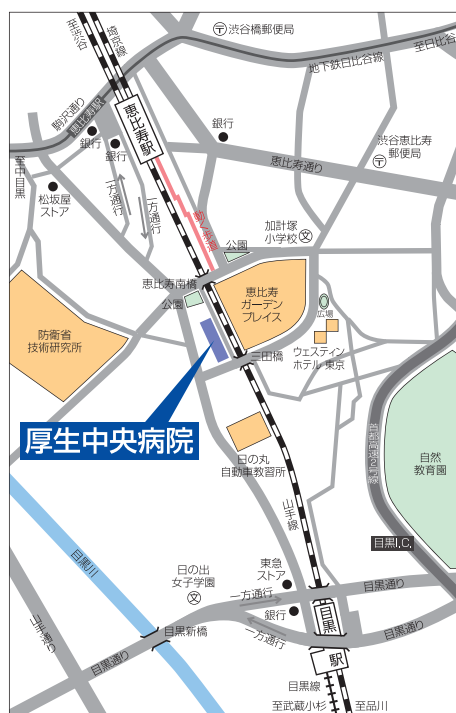 至渋谷
埼京線
渋谷橋郵便局
至日比谷
地下鉄日比谷線
駒沢通り
恵比寿駅
恵比寿駅
銀行
銀行
銀行
恵比寿通り
渋谷恵比寿
郵便局
至中目黒
松坂屋
ストア
一方通行
一方通行
動く歩道
加計塚
小学校
文
公園
恵比寿南橋
公園
恵比寿
ガーデン
プレイス
広場
防衛省
技術研究所
三田橋
ウェスティン
ホテル 東京
厚生中央病院
日の丸
自動車教習所
首都高速2号線
自然
教育園
山手線
目黒I.C.
目黒川
日の出
女子学園
文
東急
ストア
一方通行
目黒通り
銀行
目黒
駅
一方通行
目黒新橋
目黒通り
山手通り
目黒通り
目黒線
至武蔵小杉
至品川